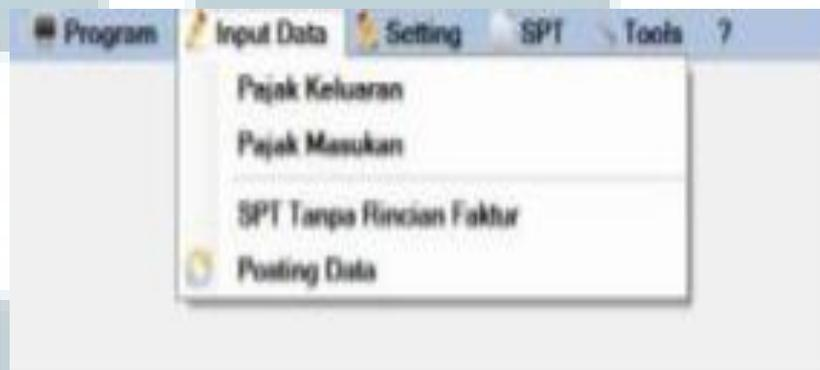 Program Input Data Setting SPT Tools ?
Pajak Keluaran
Pajak Masukan
SPT Tanpa Rincian Faktur
Posting Data